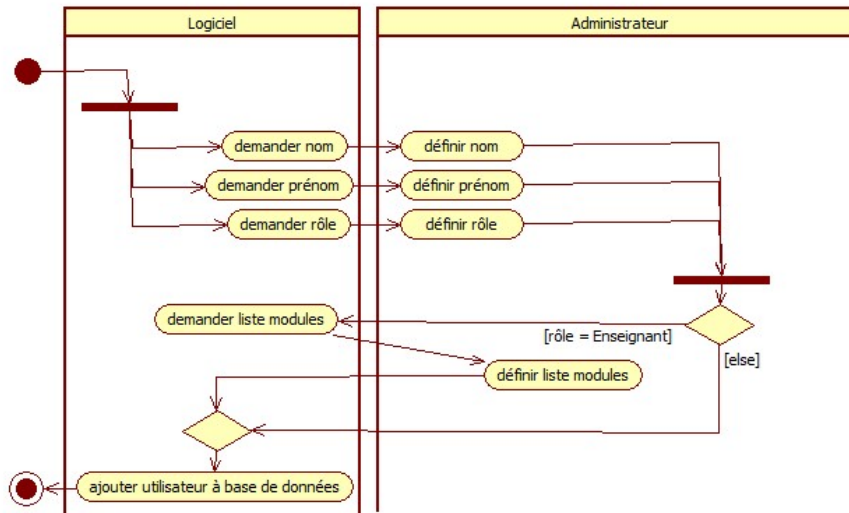 Logiciel
Administrateur
demander nom
définir nom
demander prénom
définir prénom
demander rôle
définir rôle
demander liste modules
[rôle = Enseignant]
[else]
définir liste modules
ajouter utilisateur à base de données